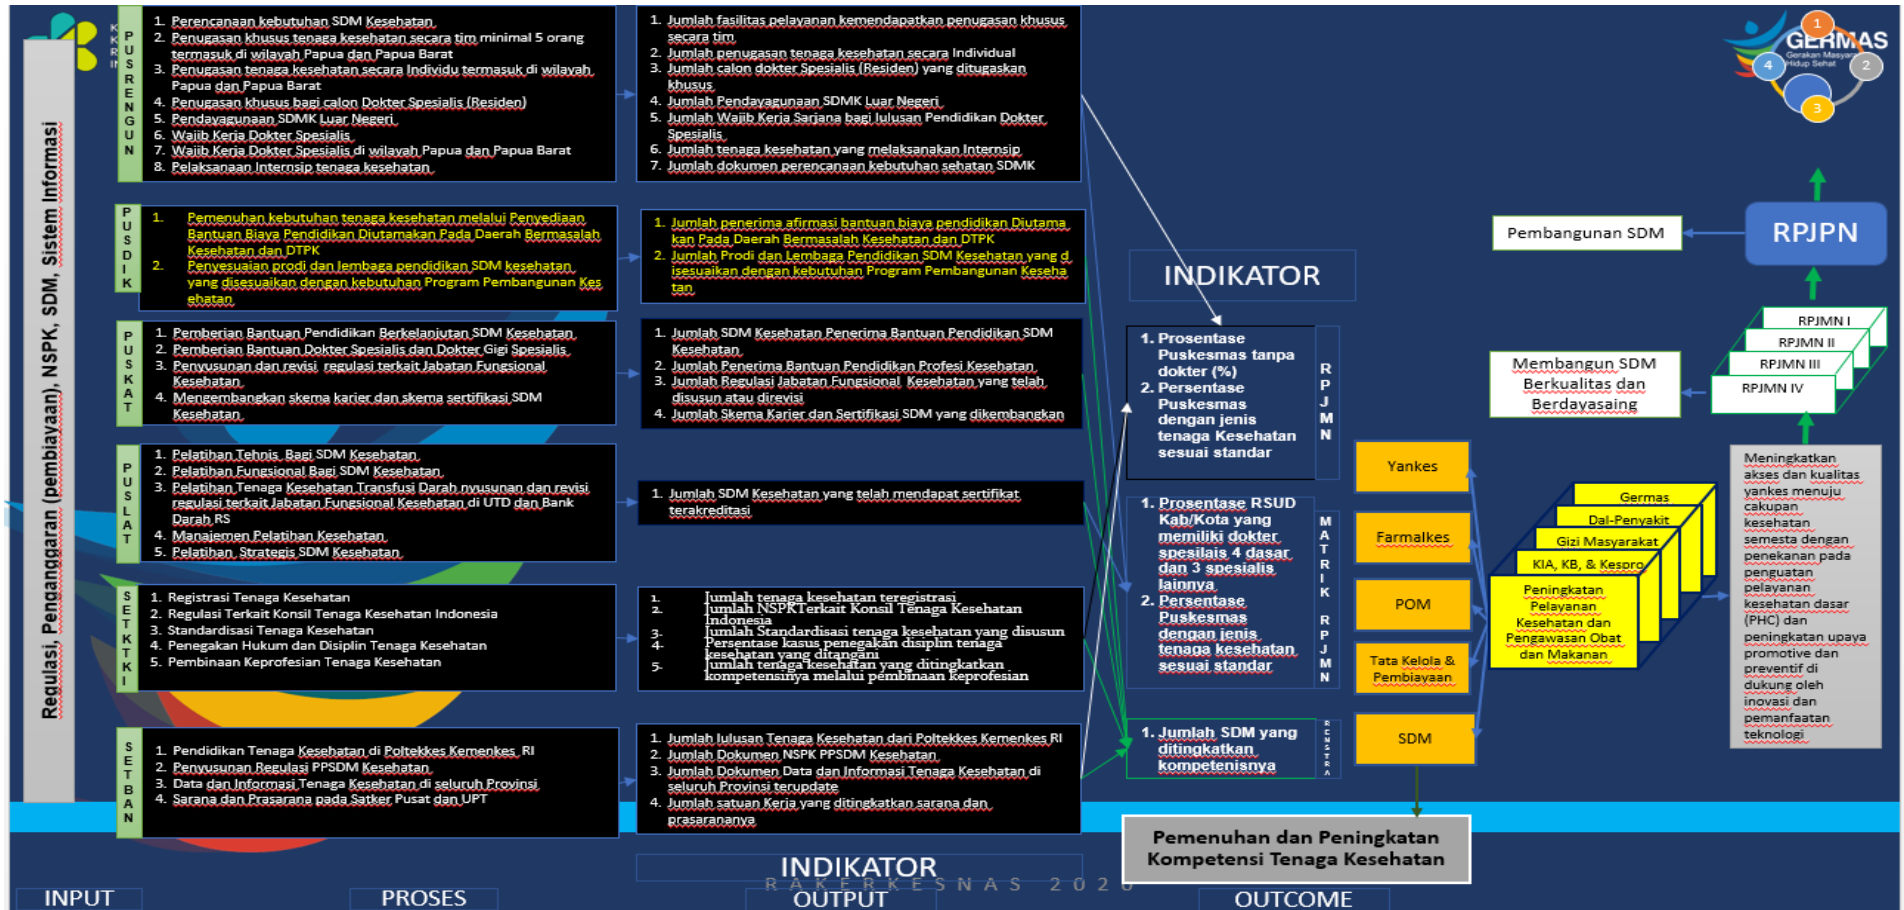 Regulasi, Penganggaran (pembiayaan), NSPK, SDM, Sistem Informasi
PUSRENGUN
1. Perencanaan kebutuhan SDM Kesehatan
2. Penugasan khusus tenaga kesehatan secara tim minimal 5 orang
termasuk di wilayah Papua dan Papua Barat
3. Penugasan tenaga kesehatan secara Individu termasuk di wilayah
Papua dan Papua Barat
4. Penugasan khusus bagi calon Dokter Spesialis (Residen)
5. Pendayagunaan SDMK Luar Negeri
6. Wajib Kerja Dokter Spesialis
7. Wajib Kerja Dokter Spesialis di wilayah Papua dan Papua Barat
8. Pelaksanaan Internsip tenaga kesehatan
1. Jumlah fasilitas pelayanan kemendapatkan penugasan khusus
secara tim
2. Jumlah penugasan tenaga kesehatan secara Individual
3. Jumlah calon dokter Spesialis (Residen) yang ditugaskan
khusus
4. Jumlah Pendayagunaan SDMK Luar Negeri
5. Jumlah Wajib Kerja Sarjana bagi lulusan Pendidikan Dokter
Spesialis
6. Jumlah tenaga kesehatan yang melaksanakan Internsip
7. Jumlah dokumen perencanaan kebutuhan sehatan SDMK
PUSDIK
1. Pemenuhan kebutuhan tenaga kesehatan melalui Penyediaan
Bantuan Biaya Pendidikan Diutamakan Pada Daerah Bermasalah
Kesehatan dan DTPK
2. Penyesuaian prodi dan lembaga pendidikan SDM kesehatan
yang disesuaikan dengan kebutuhan Program Pembangunan Kes
ehatan
1. Jumlah penerima afirmasi bantuan biaya pendidikan Diutama
kan Pada Daerah Bermasalah Kesehatan dan DTPK
2. Jumlah Prodi dan Lembaga Pendidikan SDM Kesehatan yang d
isesuaikan dengan kebutuhan Program Pembangunan Keseha
tan
PUSKAT
1. Pemberian Bantuan Pendidikan Berkelanjutan SDM Kesehatan
2. Pemberian Bantuan Dokter Spesialis dan Dokter Gigi Spesialis
3. Penyusunan dan revisi regulasi terkait Jabatan Fungsional
Kesehatan
4. Mengembangkan skema karier dan skema sertifikasi SDM
Kesehatan
1. Jumlah SDM Kesehatan Penerima Bantuan Pendidikan SDM
Kesehatan
2. Jumlah Penerima Bantuan Pendidikan Profesi Kesehatan
3. Jumlah Regulasi Jabatan Fungsional Kesehatan yang telah
disusun atau direvisi
4. Jumlah Skema Karier dan Sertifikasi SDM yang dikembangkan
PUSLAT
1. Pelatihan Tehnis Bagi SDM Kesehatan
2. Pelatihan Fungsional Bagi SDM Kesehatan
3. Pelatihan Tenaga Kesehatan Transfusi Darah nyusunan dan revisi
regulasi terkait Jabatan Fungsional Kesehatan di UTD dan Bank
Darah RS
4. Manajemen Pelatihan Kesehatan
5. Pelatihan Strategis SDM Kesehatan
1. Jumlah SDM Kesehatan yang telah mendapat sertifikat
terakreditasi
SETKTKI
1. Registrasi Tenaga Kesehatan
2. Regulasi Terkait Konsil Tenaga Kesehatan Indonesia
3. Standardisasi Tenaga Kesehatan
4. Penegakan Hukum dan Disiplin Tenaga Kesehatan
5. Pembinaan Keprofesian Tenaga Kesehatan
1. Jumlah tenaga kesehatan teregistrasi
2. Jumlah NSPKTerkait Konsil Tenaga Kesehatan
Indonesia
3. Jumlah Standardisasi tenaga kesehatan yang disusun
4. Persentase kasus penegakan disiplin tenaga
kesehatan yang ditangani
5. Jumlah tenaga kesehatan yang ditingkatkan
kompetensinya melalui pembinaan keprofesian
SETBAN
1. Pendidikan Tenaga Kesehatan di Poltekkes Kemenkes RI
2. Penyusunan Regulasi PPSDM Kesehatan
3. Data dan Informasi Tenaga Kesehatan di seluruh Provinsi
4. Sarana dan Prasarana pada Satker Pusat dan UPT
1. Jumlah lulusan Tenaga Kesehatan dari Poltekkes Kemenkes RI
2. Jumlah Dokumen NSPK PPSDM Kesehatan
3. Jumlah Dokumen Data dan Informasi Tenaga Kesehatan di
seluruh Provinsi terupdate
4. Jumlah satuan Kerja yang ditingkatkan sarana dan
prasarananya
INDIKATOR
1. Prosentase
Puskesmas tanpa
dokter (%)
2. Persentase
Puskesmas
dengan jenis
tenaga Kesehatan
sesuai standar
RPJMN
1. Prosentase RSUD
Kab/Kota yang
memiliki dokter
spesilais 4 dasar
dan 3 spesialis
lainnya
2. Persentase
Puskesmas
dengan jenis
tenaga kesehatan
sesuai standar
MATRIK RPJMN
1. Jumlah SDM yang
ditingkatkan
kompetenisnya
RENSTRA
Yankes
Farmalkes
POM
Tata Kelola &
Pembiayaan
SDM
Pemenuhan dan Peningkatan
Kompetensi Tenaga Kesehatan
Germas
Dal-Penyakit
Gizi Masyarakat
KIA, KB, & Kespro
Peningkatan
Pelayanan
Kesehatan dan
Pengawasan Obat
dan Makanan
GERMAS
Gerakan Masyara
Hidup Sehat
1
2
3
4
RPJPN
Pembangunan SDM
RPJMN I
RPJMN II
RPJMN III
RPJMN IV
Membangun SDM
Berkualitas dan
Berdayasaing
Meningkatkan
akses dan kualitas
yankes menuju
cakupan
kesehatan
semesta dengan
penekanan pada
penguatan
pelayanan
kesehatan dasar
(PHC) dan
peningkatan upaya
promotive dan
preventif di
dukung oleh
inovasi dan
pemanfaatan
teknologi
INDIKATOR
RAKERKESNAS 2020
INPUT
PROSES
OUTPUT
OUTCOME